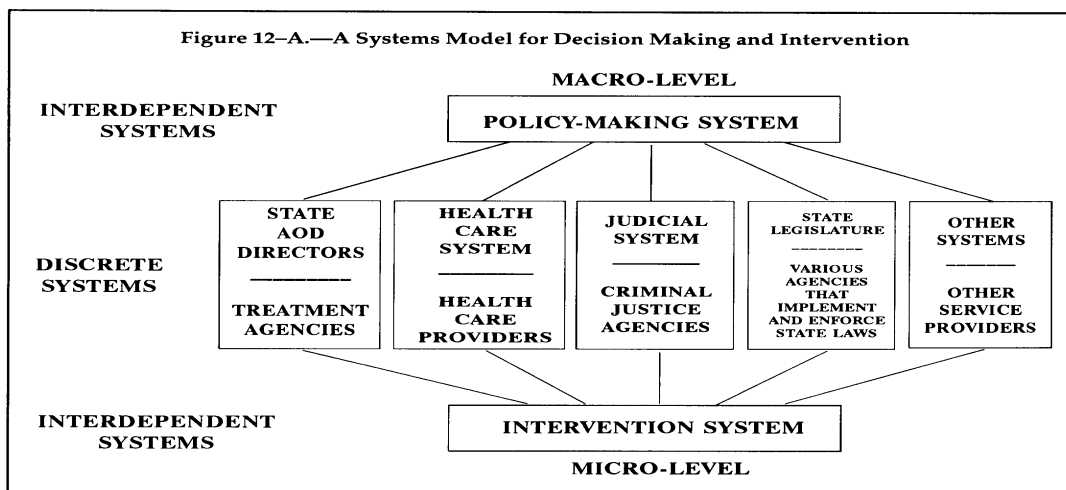 Figure 12–A.—A Systems Model for Decision Making and Intervention
MACRO-LEVEL
INTERDEPENDENT
SYSTEMS
POLICY-MAKING SYSTEM
DISCRETE
SYSTEMS
STATE
AOD
DIRECTORS
TREATMENT
AGENCIES
HEALTH
CARE
SYSTEM
HEALTH
CARE
PROVIDERS
JUDICIAL
SYSTEM
CRIMINAL
JUSTICE
AGENCIES
STATE
LEGISLATURE
VARIOUS
AGENCIES
THAT
IMPLEMENT
AND ENFORCE
STATE LAWS
OTHER
SYSTEMS
OTHER
SERVICE
PROVIDERS
INTERDEPENDENT
SYSTEMS
INTERVENTION SYSTEM
MICRO-LEVEL